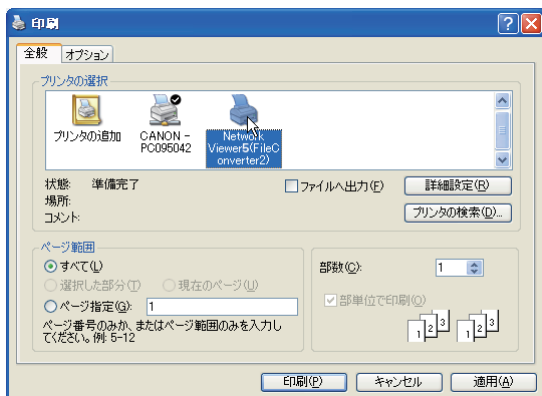 印刷
全般 オプション
プリンタの選択
プリンタの追加
CANON -
PC095042
Network
Viewer5(FileC
onverter2)
状態: 準備完了
場所:
コメント:
ファイルへ出力(F)
詳細設定(R)
プリンタの検索(D)...
ページ範囲
すべて(L)
選択した部分(T) 現在のページ(U)
ページ指定(G): 1
ページ番号のみか、またはページ範囲のみを入力し
てください。例: 5-12
部数(C): 1
部単位で印刷(O)
1 2 3 1 2 3
印刷(P) キャンセル 適用(A)